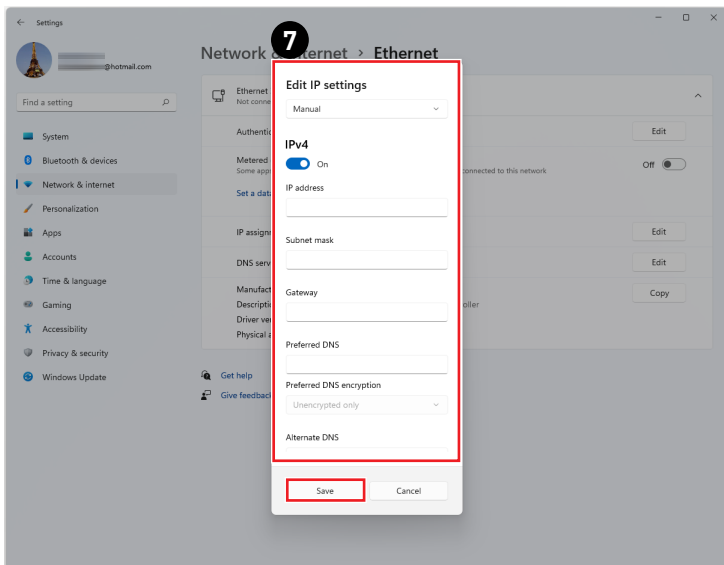 Settings
@hotmail.com
Find a setting
System
Bluetooth & devices
Network & internet
Personalization
Apps
Accounts
Time & language
Gaming
Accessibility
Privacy & security
Windows Update
7
Network & internet › Ethernet
Ethernet
Not conne
Authentic
Edit
Metered
Some app
connected to this network
Off
Set a data
IP assignm
Edit
DNS serv
Edit
Manufact
Copy
Descripti
oller
Driver ve
Physical a
Get help
Give feedback
Edit IP settings
Manual
IPv4
On
IP address
Subnet mask
Gateway
Preferred DNS
Preferred DNS encryption
Unencrypted only
Alternate DNS
Save
Cancel